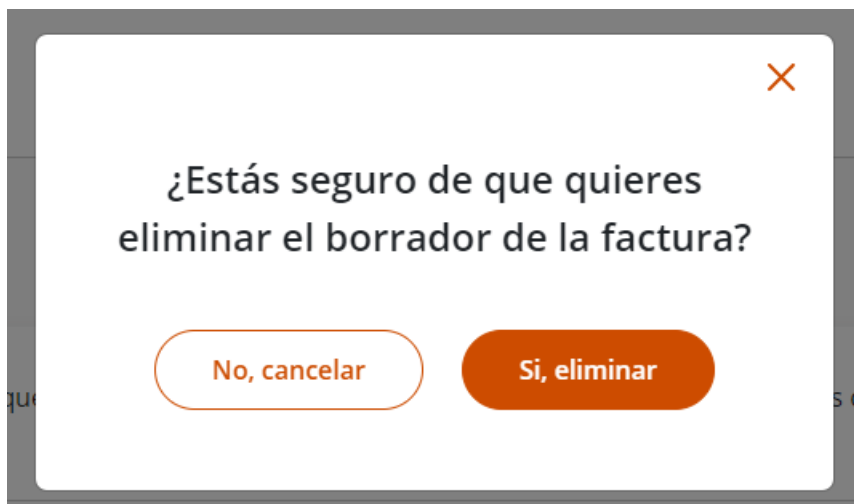 ¿Estás seguro de que quieres
eliminar el borrador de la factura?
No, cancelar
Si, eliminar